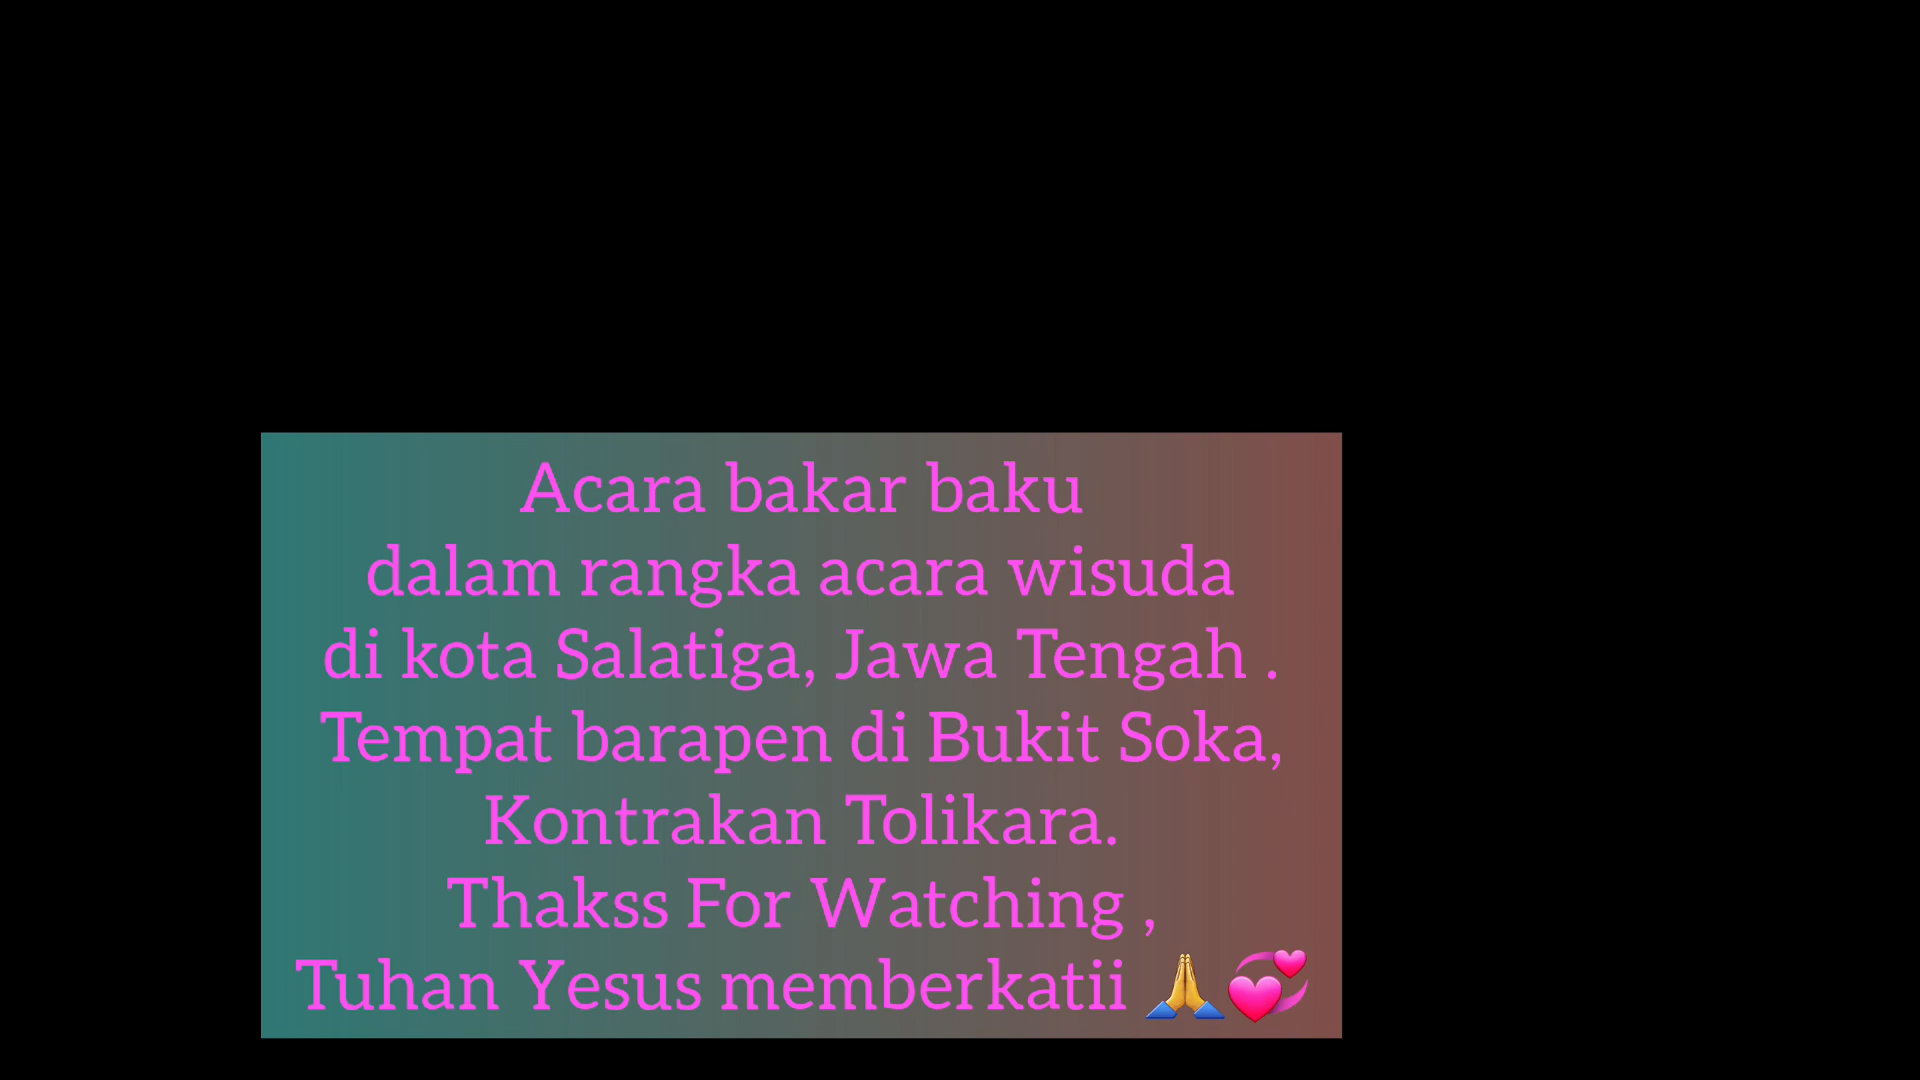 Acara bakar baku
dalam rangka acara wisuda
di kota Salatiga, Jawa Tengah .
Tempat barapen di Bukit Soka,
Kontrakan Tolikara.
Thakss For Watching ,
Tuhan Yesus memberkatii 🙏💞